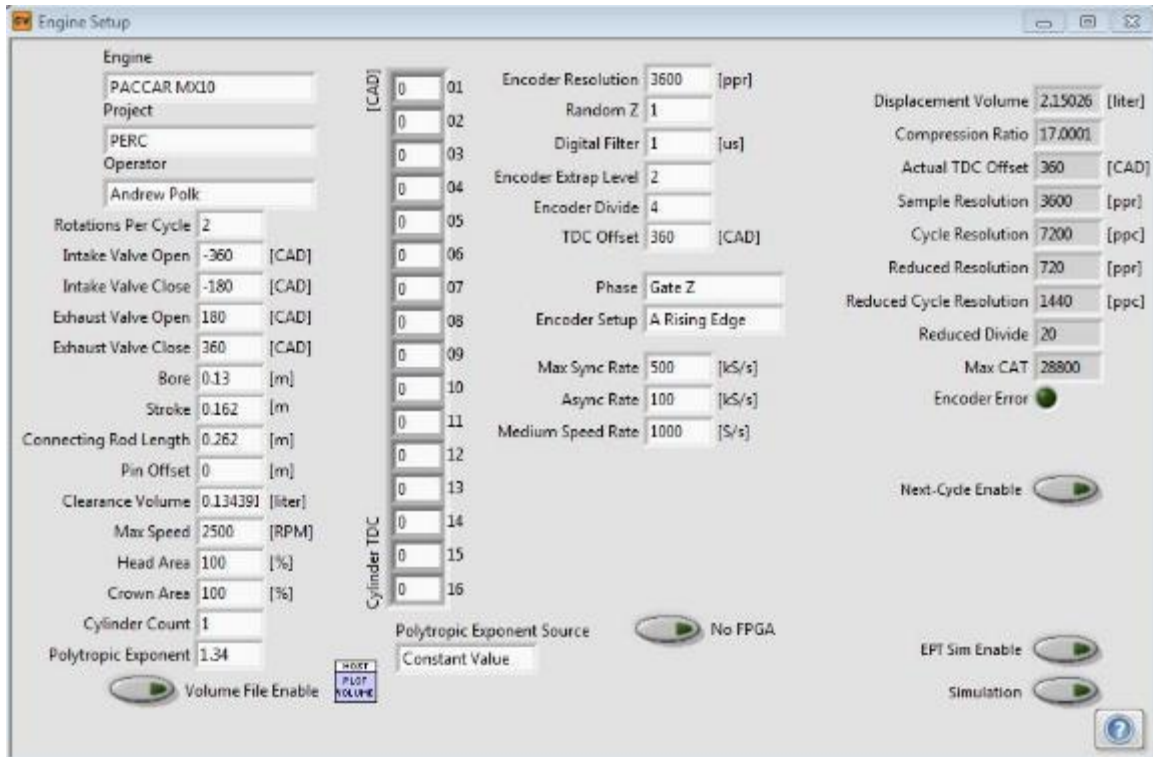 Engine Setup
Engine
PACCAR MX10
Project
PERC
Operator
Andrew Polk
Rotations Per Cycle 2
Intake Valve Open -360 [CAD]
Intake Valve Close -180 [CAD]
Exhaust Valve Open 180 [CAD]
Exhaust Valve Close 360 [CAD]
Bore 0.13 [m]
Stroke 0.162 [m
Connecting Rod Length 0.262 [m]
Pin Offset 0 [m]
Clearance Volume 0.134391 [liter]
Max Speed 2500 [RPM]
Head Area 100 [%]
Crown Area 100 [%]
Cylinder Count 1
Polytropic Exponent 1.34
Volume File Enable
HOST
PLOT
VOLUME
[CAD]
Cylinder TDC
0 01
0 02
0 03
0 04
0 05
0 06
0 07
0 08
0 09
0 10
0 11
0 12
0 13
0 14
0 15
0 16
Polytropic Exponent Source
Constant Value
Encoder Resolution 3600 [ppr]
Random Z 1
Digital Filter 1 [us]
Encoder Extrap Level 2
Encoder Divide 4
TDC Offset 360 [CAD]
Phase Gate Z
Encoder Setup A Rising Edge
Max Sync Rate 500 [kS/s]
Async Rate 100 [kS/s]
Medium Speed Rate 1000 [S/s]
No FPGA
Displacement Volume 2.15026 [liter]
Compression Ratio 17.0001
Actual TDC Offset 360 [CAD]
Sample Resolution 3600 [ppr]
Cycle Resolution 7200 [ppc]
Reduced Resolution 720 [ppr]
Reduced Cycle Resolution 1440 [ppc]
Reduced Divide 20
Max CAT 28800
Encoder Error
Next-Cycle Enable
EPT Sim Enable
Simulation
?